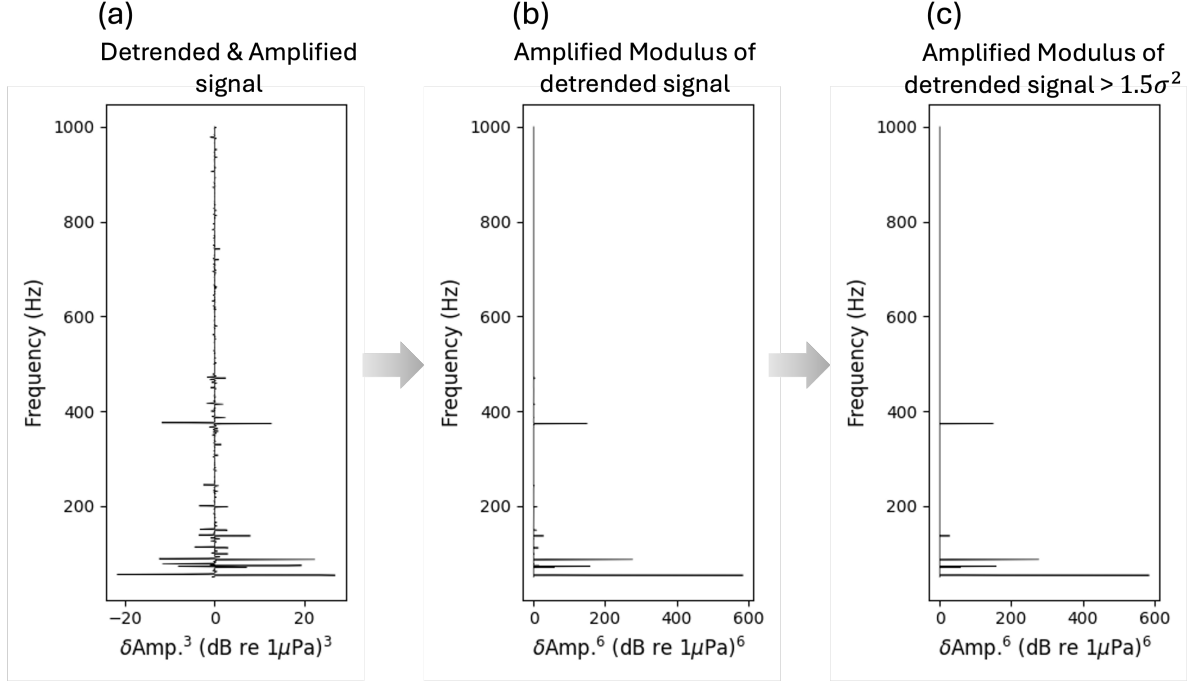 (a)
Detrended & Amplified
signal
1000
800
600
400
200
Frequency (Hz)
−20
0
20
δAmp.³ (dB re 1μPa)³
(b)
Amplified Modulus of
detrended signal
1000
800
600
400
200
Frequency (Hz)
0
200
400
600
δAmp.⁶ (dB re 1μPa)⁶
(c)
Amplified Modulus of
detrended signal > 1.5σ²
1000
800
600
400
200
Frequency (Hz)
0
200
400
600
δAmp.⁶ (dB re 1μPa)⁶